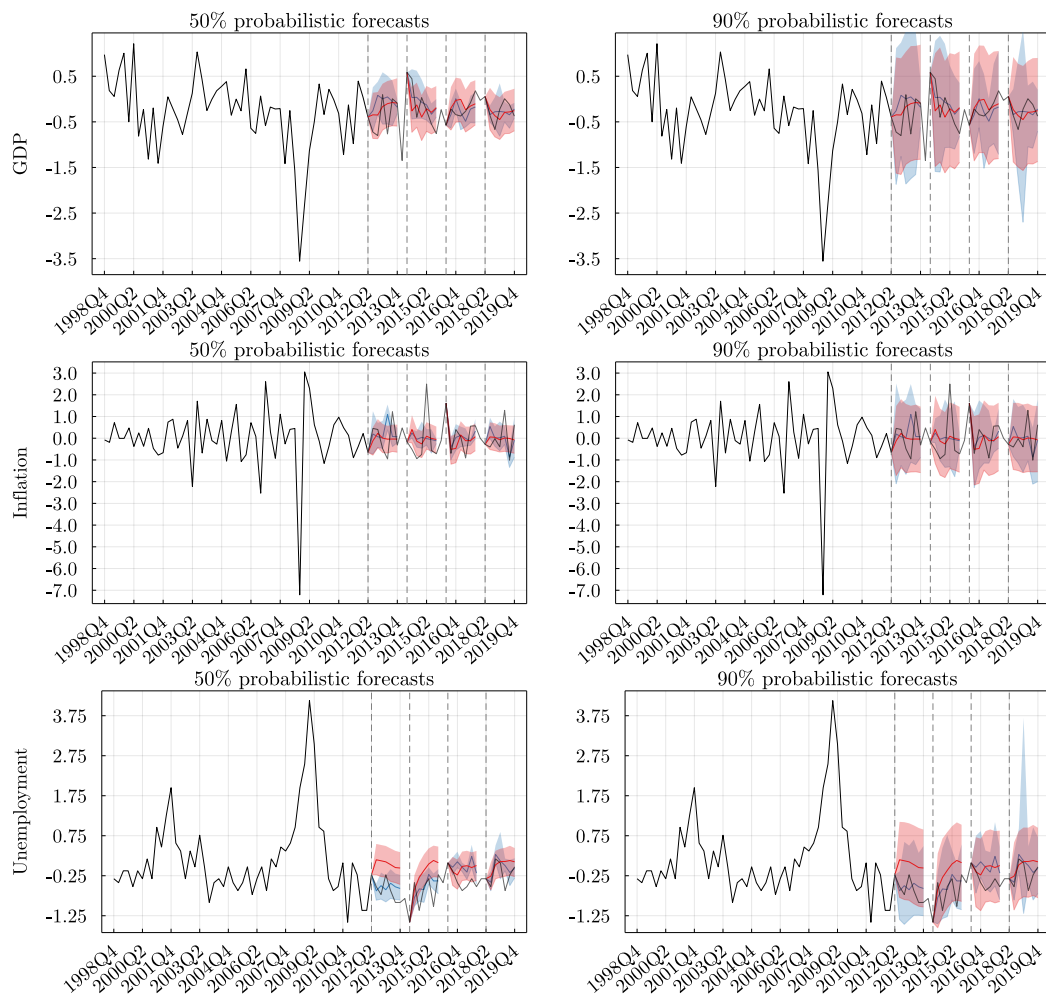 50% probabilistic forecasts
90% probabilistic forecasts
GDP
0.5
-0.5
-1.5
-2.5
-3.5
0.5
-0.5
-1.5
-2.5
-3.5
1998Q4
2000Q2
2001Q4
2003Q2
2004Q4
2006Q2
2007Q4
2009Q2
2010Q4
2012Q2
2013Q4
2015Q2
2016Q4
2018Q2
2019Q4
1998Q4
2000Q2
2001Q4
2003Q2
2004Q4
2006Q2
2007Q4
2009Q2
2010Q4
2012Q2
2013Q4
2015Q2
2016Q4
2018Q2
2019Q4
50% probabilistic forecasts
90% probabilistic forecasts
Inflation
3.0
2.0
1.0
0.0
-1.0
-2.0
-3.0
-4.0
-5.0
-6.0
-7.0
3.0
2.0
1.0
0.0
-1.0
-2.0
-3.0
-4.0
-5.0
-6.0
-7.0
1998Q4
2000Q2
2001Q4
2003Q2
2004Q4
2006Q2
2007Q4
2009Q2
2010Q4
2012Q2
2013Q4
2015Q2
2016Q4
2018Q2
2019Q4
1998Q4
2000Q2
2001Q4
2003Q2
2004Q4
2006Q2
2007Q4
2009Q2
2010Q4
2012Q2
2013Q4
2015Q2
2016Q4
2018Q2
2019Q4
50% probabilistic forecasts
90% probabilistic forecasts
Unemployment
3.75
2.75
1.75
0.75
-0.25
-1.25
3.75
2.75
1.75
0.75
-0.25
-1.25
1998Q4
2000Q2
2001Q4
2003Q2
2004Q4
2006Q2
2007Q4
2009Q2
2010Q4
2012Q2
2013Q4
2015Q2
2016Q4
2018Q2
2019Q4
1998Q4
2000Q2
2001Q4
2003Q2
2004Q4
2006Q2
2007Q4
2009Q2
2010Q4
2012Q2
2013Q4
2015Q2
2016Q4
2018Q2
2019Q4